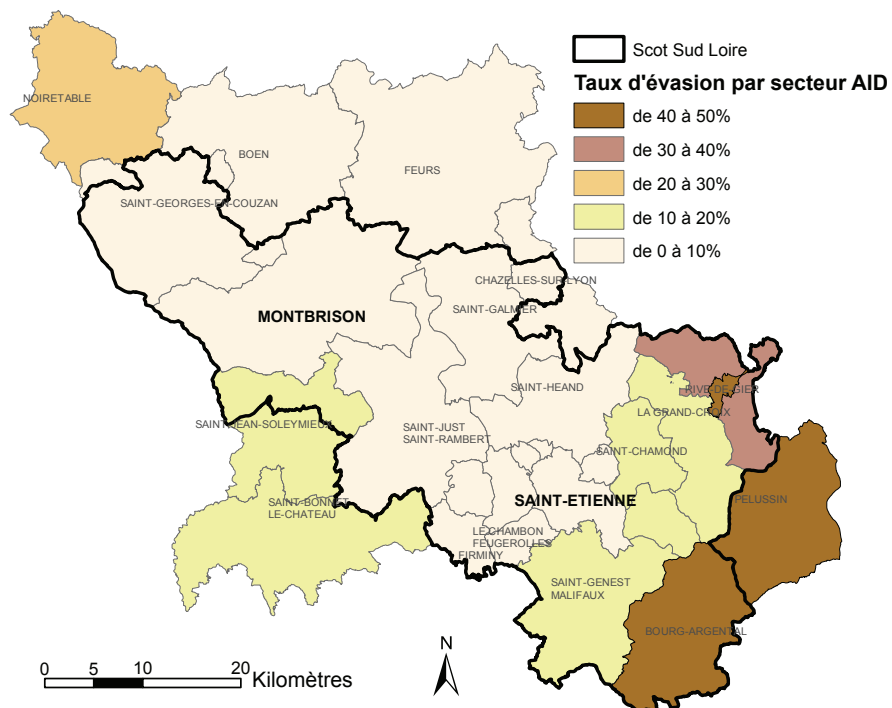 Scot Sud Loire
Taux d'évasion par secteur AID
de 40 à 50%
de 30 à 40%
de 20 à 30%
de 10 à 20%
de 0 à 10%
NOIRETABLE
BOEN
FEURS
SAINT-GEORGES-EN-COUZAN
CHAZELLES-SUR-LYON
SAINT-GALMIER
MONTBRISON
SAINT-HEAND
RIVE-DE-GIER
LA GRAND-CROIX
SAINT-JEAN-SOLEYMIEUX
SAINT-JUST
SAINT-RAMBERT
SAINT-CHAMOND
SAINT-BONNET
LE-CHATEAU
SAINT-ETIENNE
PELUSSIN
LE CHAMBON
FEUGEROLLES
FIRMINY
SAINT-GENEST
MALIFAUX
BOURG-ARGENTAL
N
0 5 10 20
Kilomètres